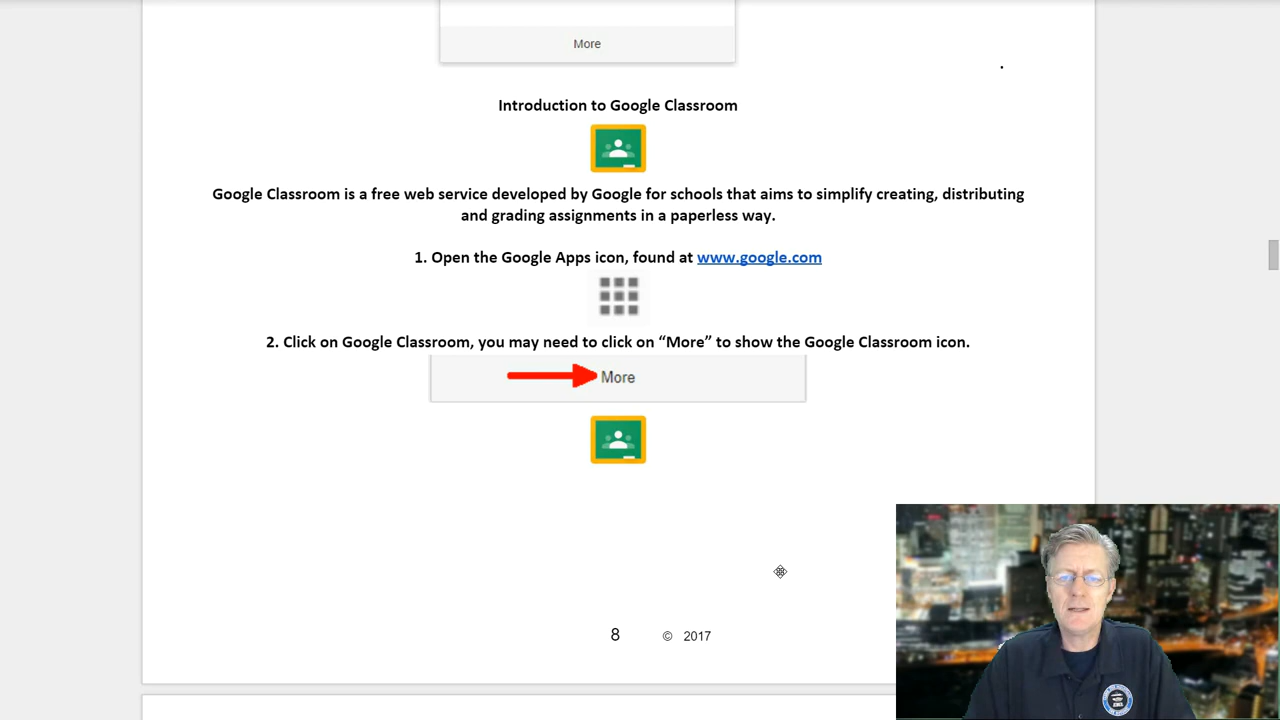 More
.
Introduction to Google Classroom
Google Classroom is a free web service developed by Google for schools that aims to simplify creating, distributing
and grading assignments in a paperless way.
1. Open the Google Apps icon, found at www.google.com
2. Click on Google Classroom, you may need to click on “More” to show the Google Classroom icon.
More
8 © 2017